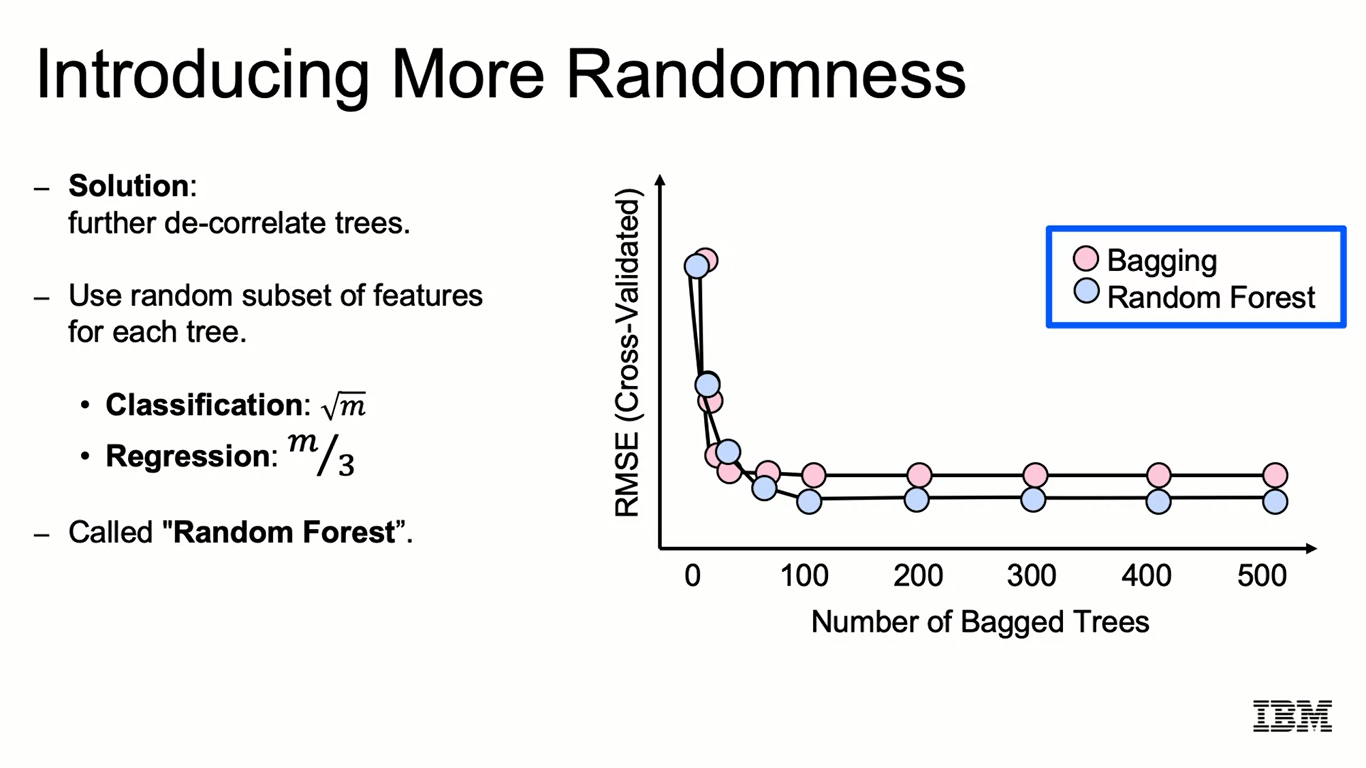 Introducing More Randomness
– Solution:
further de-correlate trees.
– Use random subset of features
for each tree.
• Classification: √m
• Regression: m/3
– Called "Random Forest”.
RMSE (Cross-Validated)
Bagging
Random Forest
0 100 200 300 400 500
Number of Bagged Trees
IBM